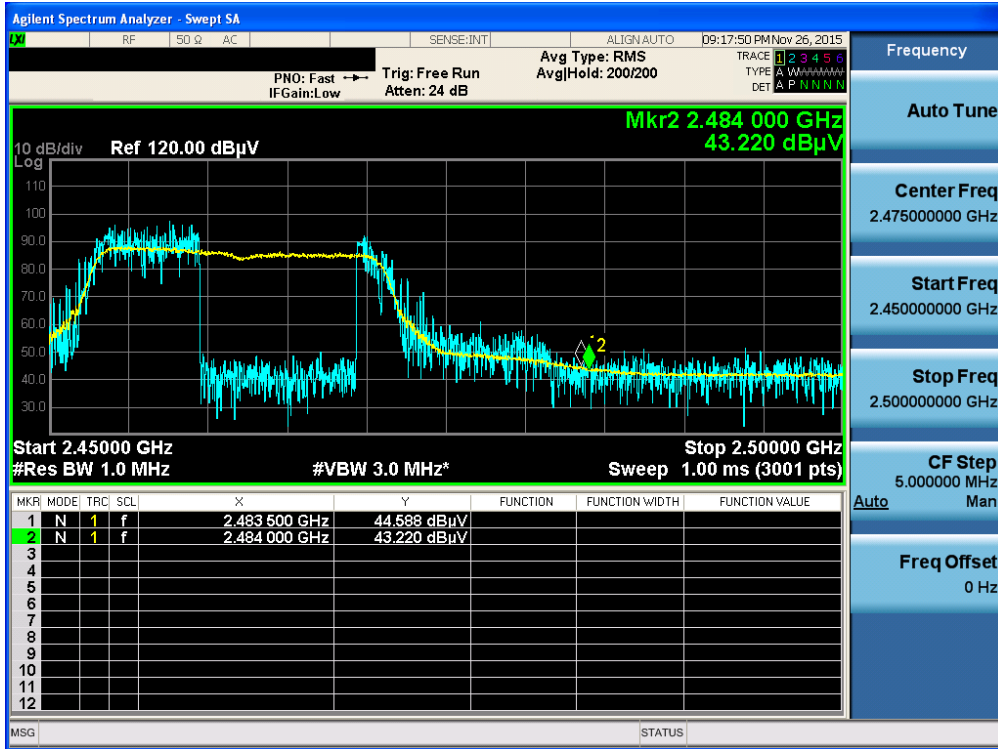 Agilent Spectrum Analyzer - Swept SA
LXI RF 50 Ω AC SENSE:INT ALIGN AUTO 09:17:50 PM Nov 26, 2015
PNO: Fast Trig: Free Run Avg Type: RMS TRACE 1 2 3 4 5 6
IFGain:Low Atten: 24 dB Avg|Hold: 200/200 TYPE A W
DET A P N N N N
Mkr2 2.484 000 GHz
43.220 dBµV
10 dB/div Ref 120.00 dBµV
Log
110
100
90.0
80.0
70.0
60.0
50.0
40.0
30.0
2
Start 2.45000 GHz Stop 2.50000 GHz
#Res BW 1.0 MHz #VBW 3.0 MHz* Sweep 1.00 ms (3001 pts)
MKR MODE TRC SCL X Y FUNCTION FUNCTION WIDTH FUNCTION VALUE
1 N 1 f 2.483 500 GHz 44.588 dBµV
2 N 1 f 2.484 000 GHz 43.220 dBµV
3
4
5
6
7
8
9
10
11
12
MSG STATUS
Frequency
Auto Tune
Center Freq
2.475000000 GHz
Start Freq
2.450000000 GHz
Stop Freq
2.500000000 GHz
CF Step
5.000000 MHz
Auto Man
Freq Offset
0 Hz